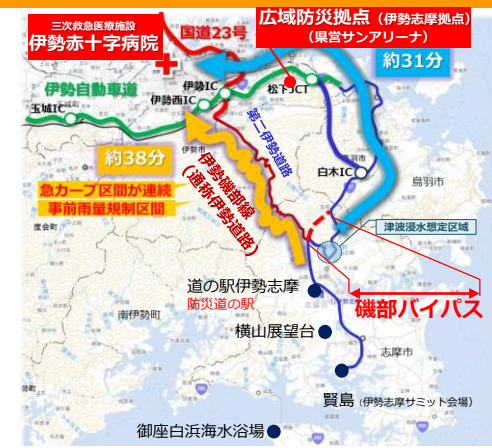 三次救急医療施設
伊勢赤十字病院
国道23号
広域防災拠点（伊勢志摩拠点）
（県営サンアリーナ）
約31分
伊勢自動車道
玉城IC
伊勢IC
伊勢西IC
松下JCT
第二伊勢道路
伊勢市
約38分
急カーブ区間が連続
事前雨量規制区間
伊勢磯部線
（通称伊勢道路）
白木IC
鳥羽市
度会町
津波浸水想定区域
道の駅伊勢志摩
防災道の駅
磯部バイパス
南伊勢町
横山展望台
志摩市
賢島（伊勢志摩サミット会場）
御座白浜海水浴場